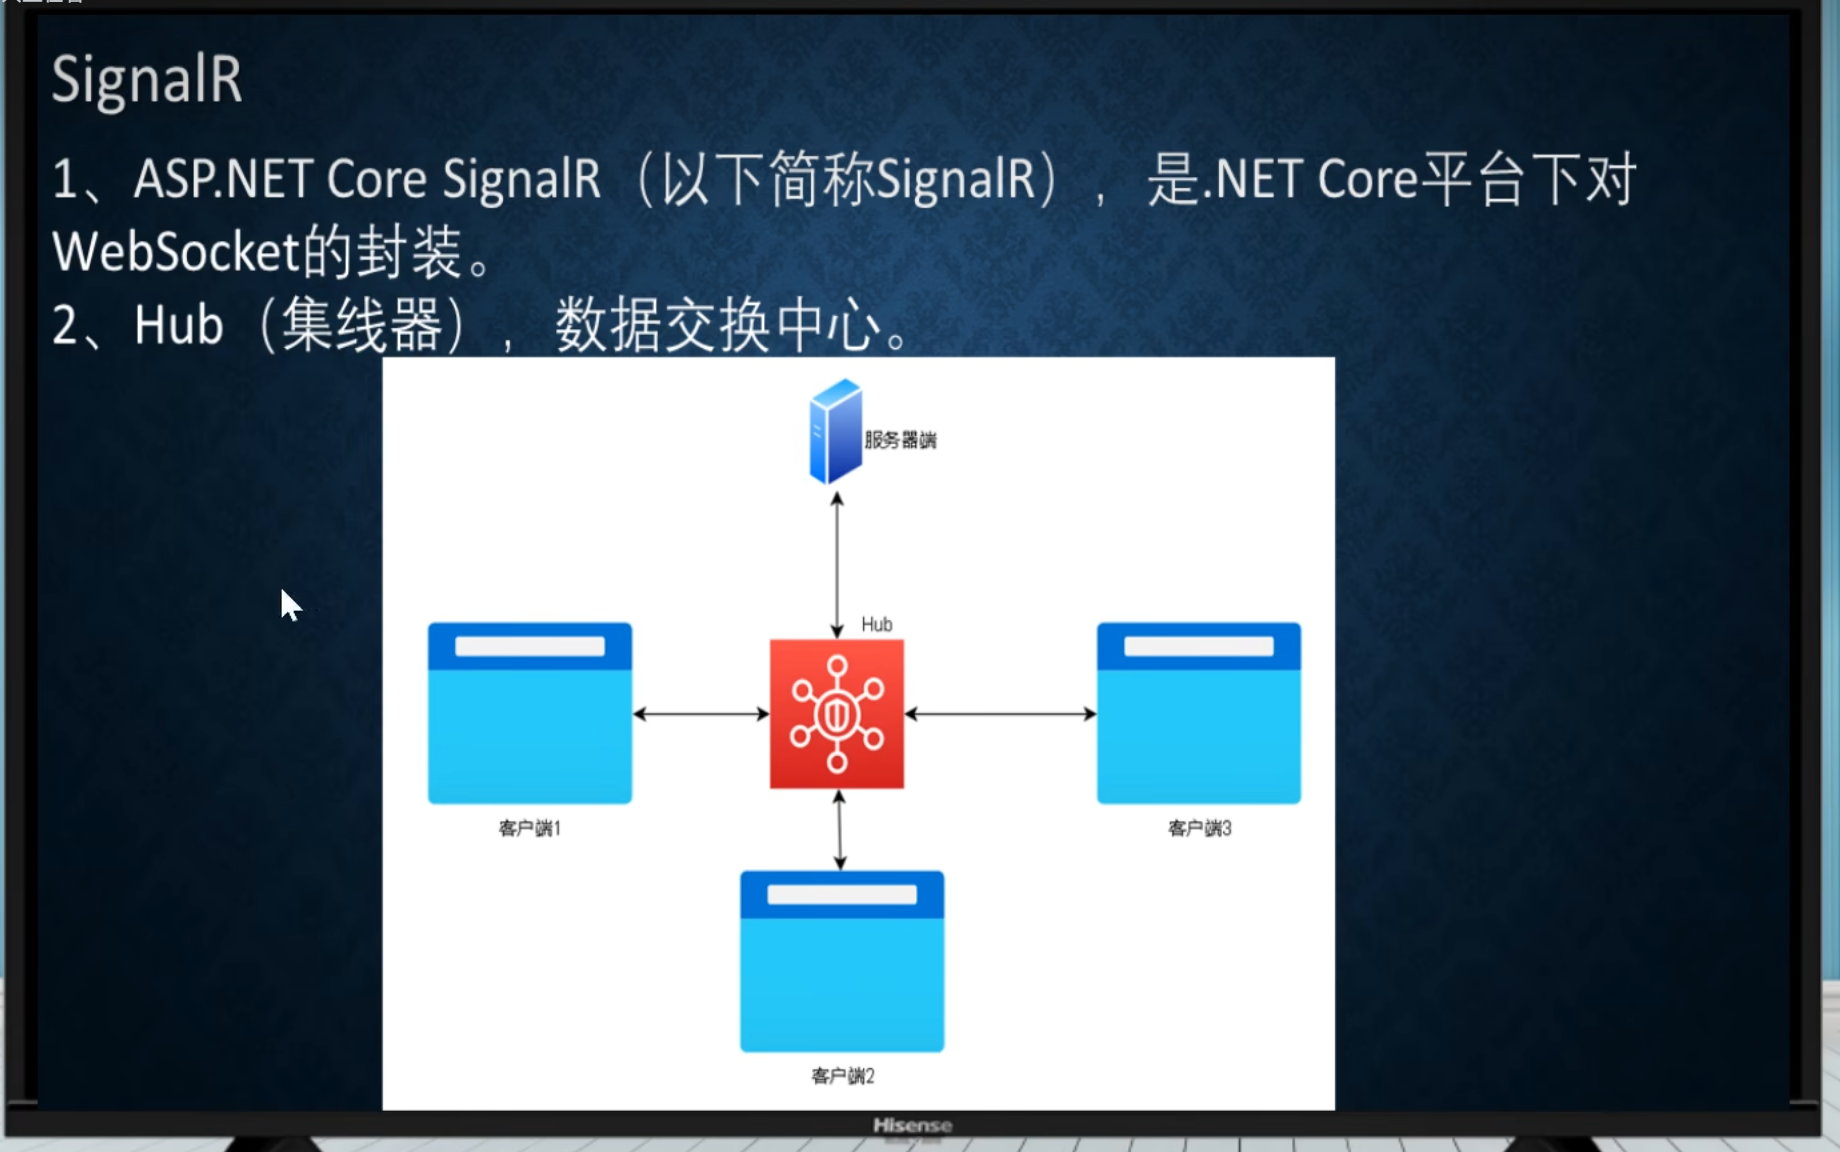 SignalR
1、ASP.NET Core SignalR（以下简称SignalR），是.NET Core平台下对
WebSocket的封装。
2、Hub（集线器），数据交换中心。
服务器端
Hub
客户端1
客户端3
客户端2
Hisense